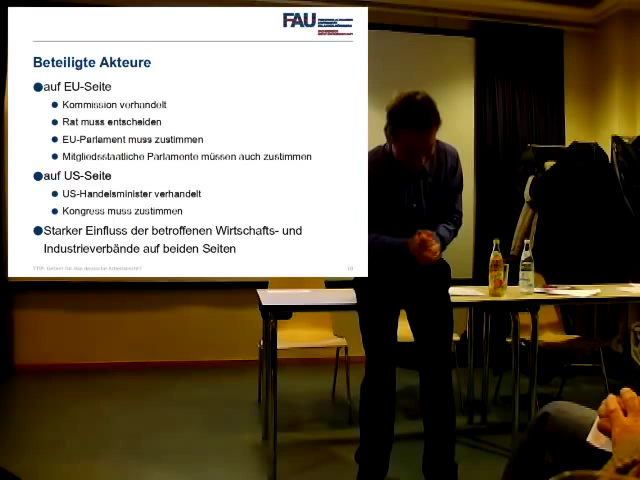 FAU
Beteiligte Akteure
auf EU-Seite
Kommission verhandelt
Rat muss entscheiden
EU-Parlament muss zustimmen
Mitgliedsstaatliche Parlamente müssen auch zustimmen
auf US-Seite
US-Handelsminister verhandelt
Kongress muss zustimmen
Starker Einfluss der betroffenen Wirtschafts- und
Industrieverbände auf beiden Seiten